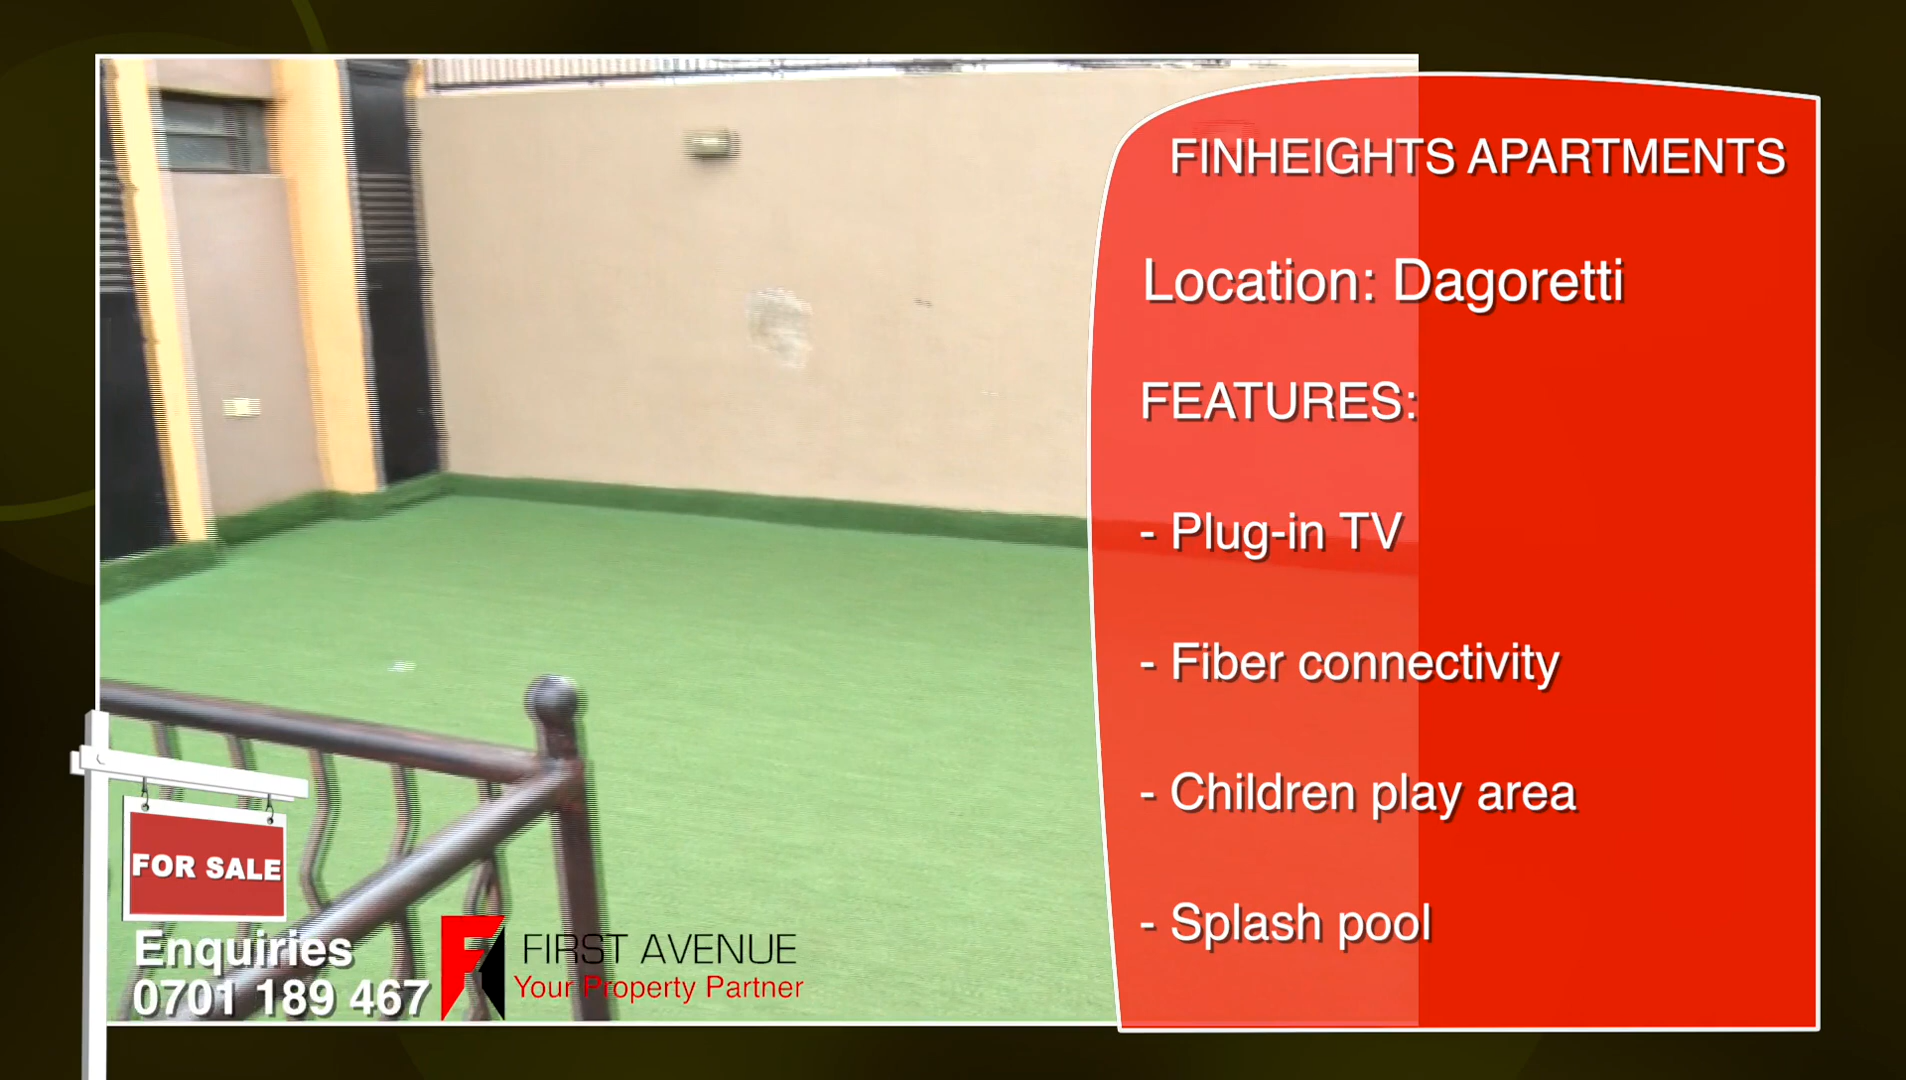 FINHEIGHTS APARTMENTS
Location: Dagoretti
FEATURES:
- Plug-in TV
- Fiber connectivity
- Children play area
- Splash pool
FOR SALE
Enquiries
0701 189 467
FIRST AVENUE
Your Property Partner